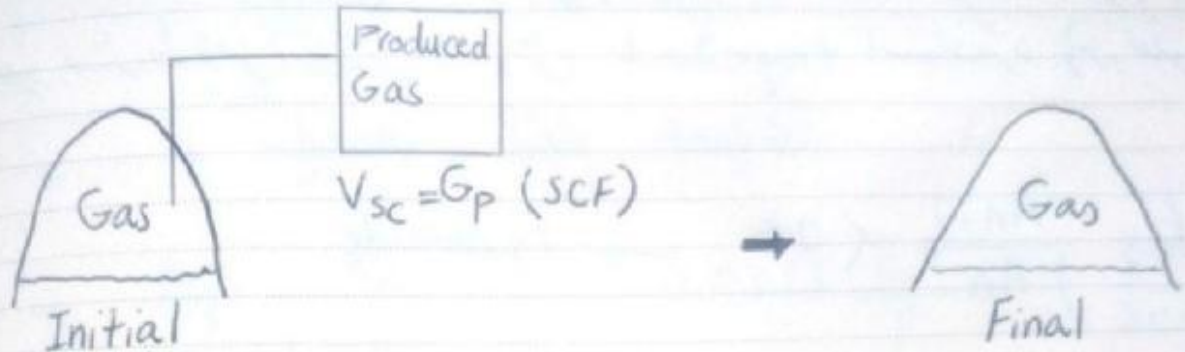 Produced
Gas
Gas
V_SC = G_P (SCF)
Initial
Gas
Final